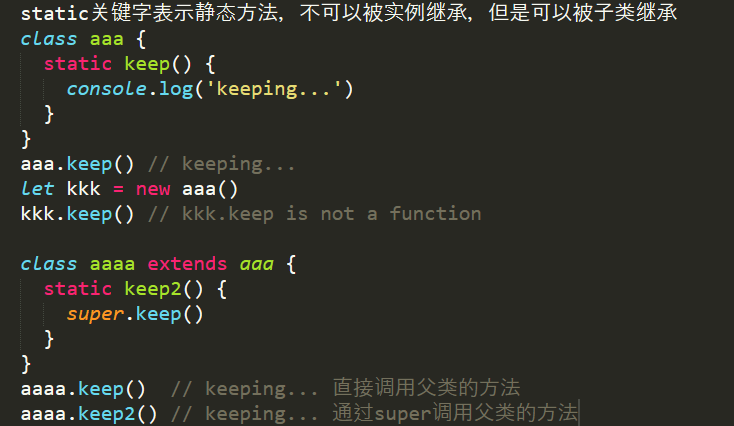 static关键字表示静态方法, 不可以被实例继承, 但是可以被子类继承
class aaa {
  static keep() {
    console.log('keeping...')
  }
}
aaa.keep() // keeping...
let kkk = new aaa()
kkk.keep() // kkk.keep is not a function

class aaaa extends aaa {
  static keep2() {
    super.keep()
  }
}
aaaa.keep()  // keeping... 直接调用父类的方法
aaaa.keep2() // keeping... 通过super调用父类的方法